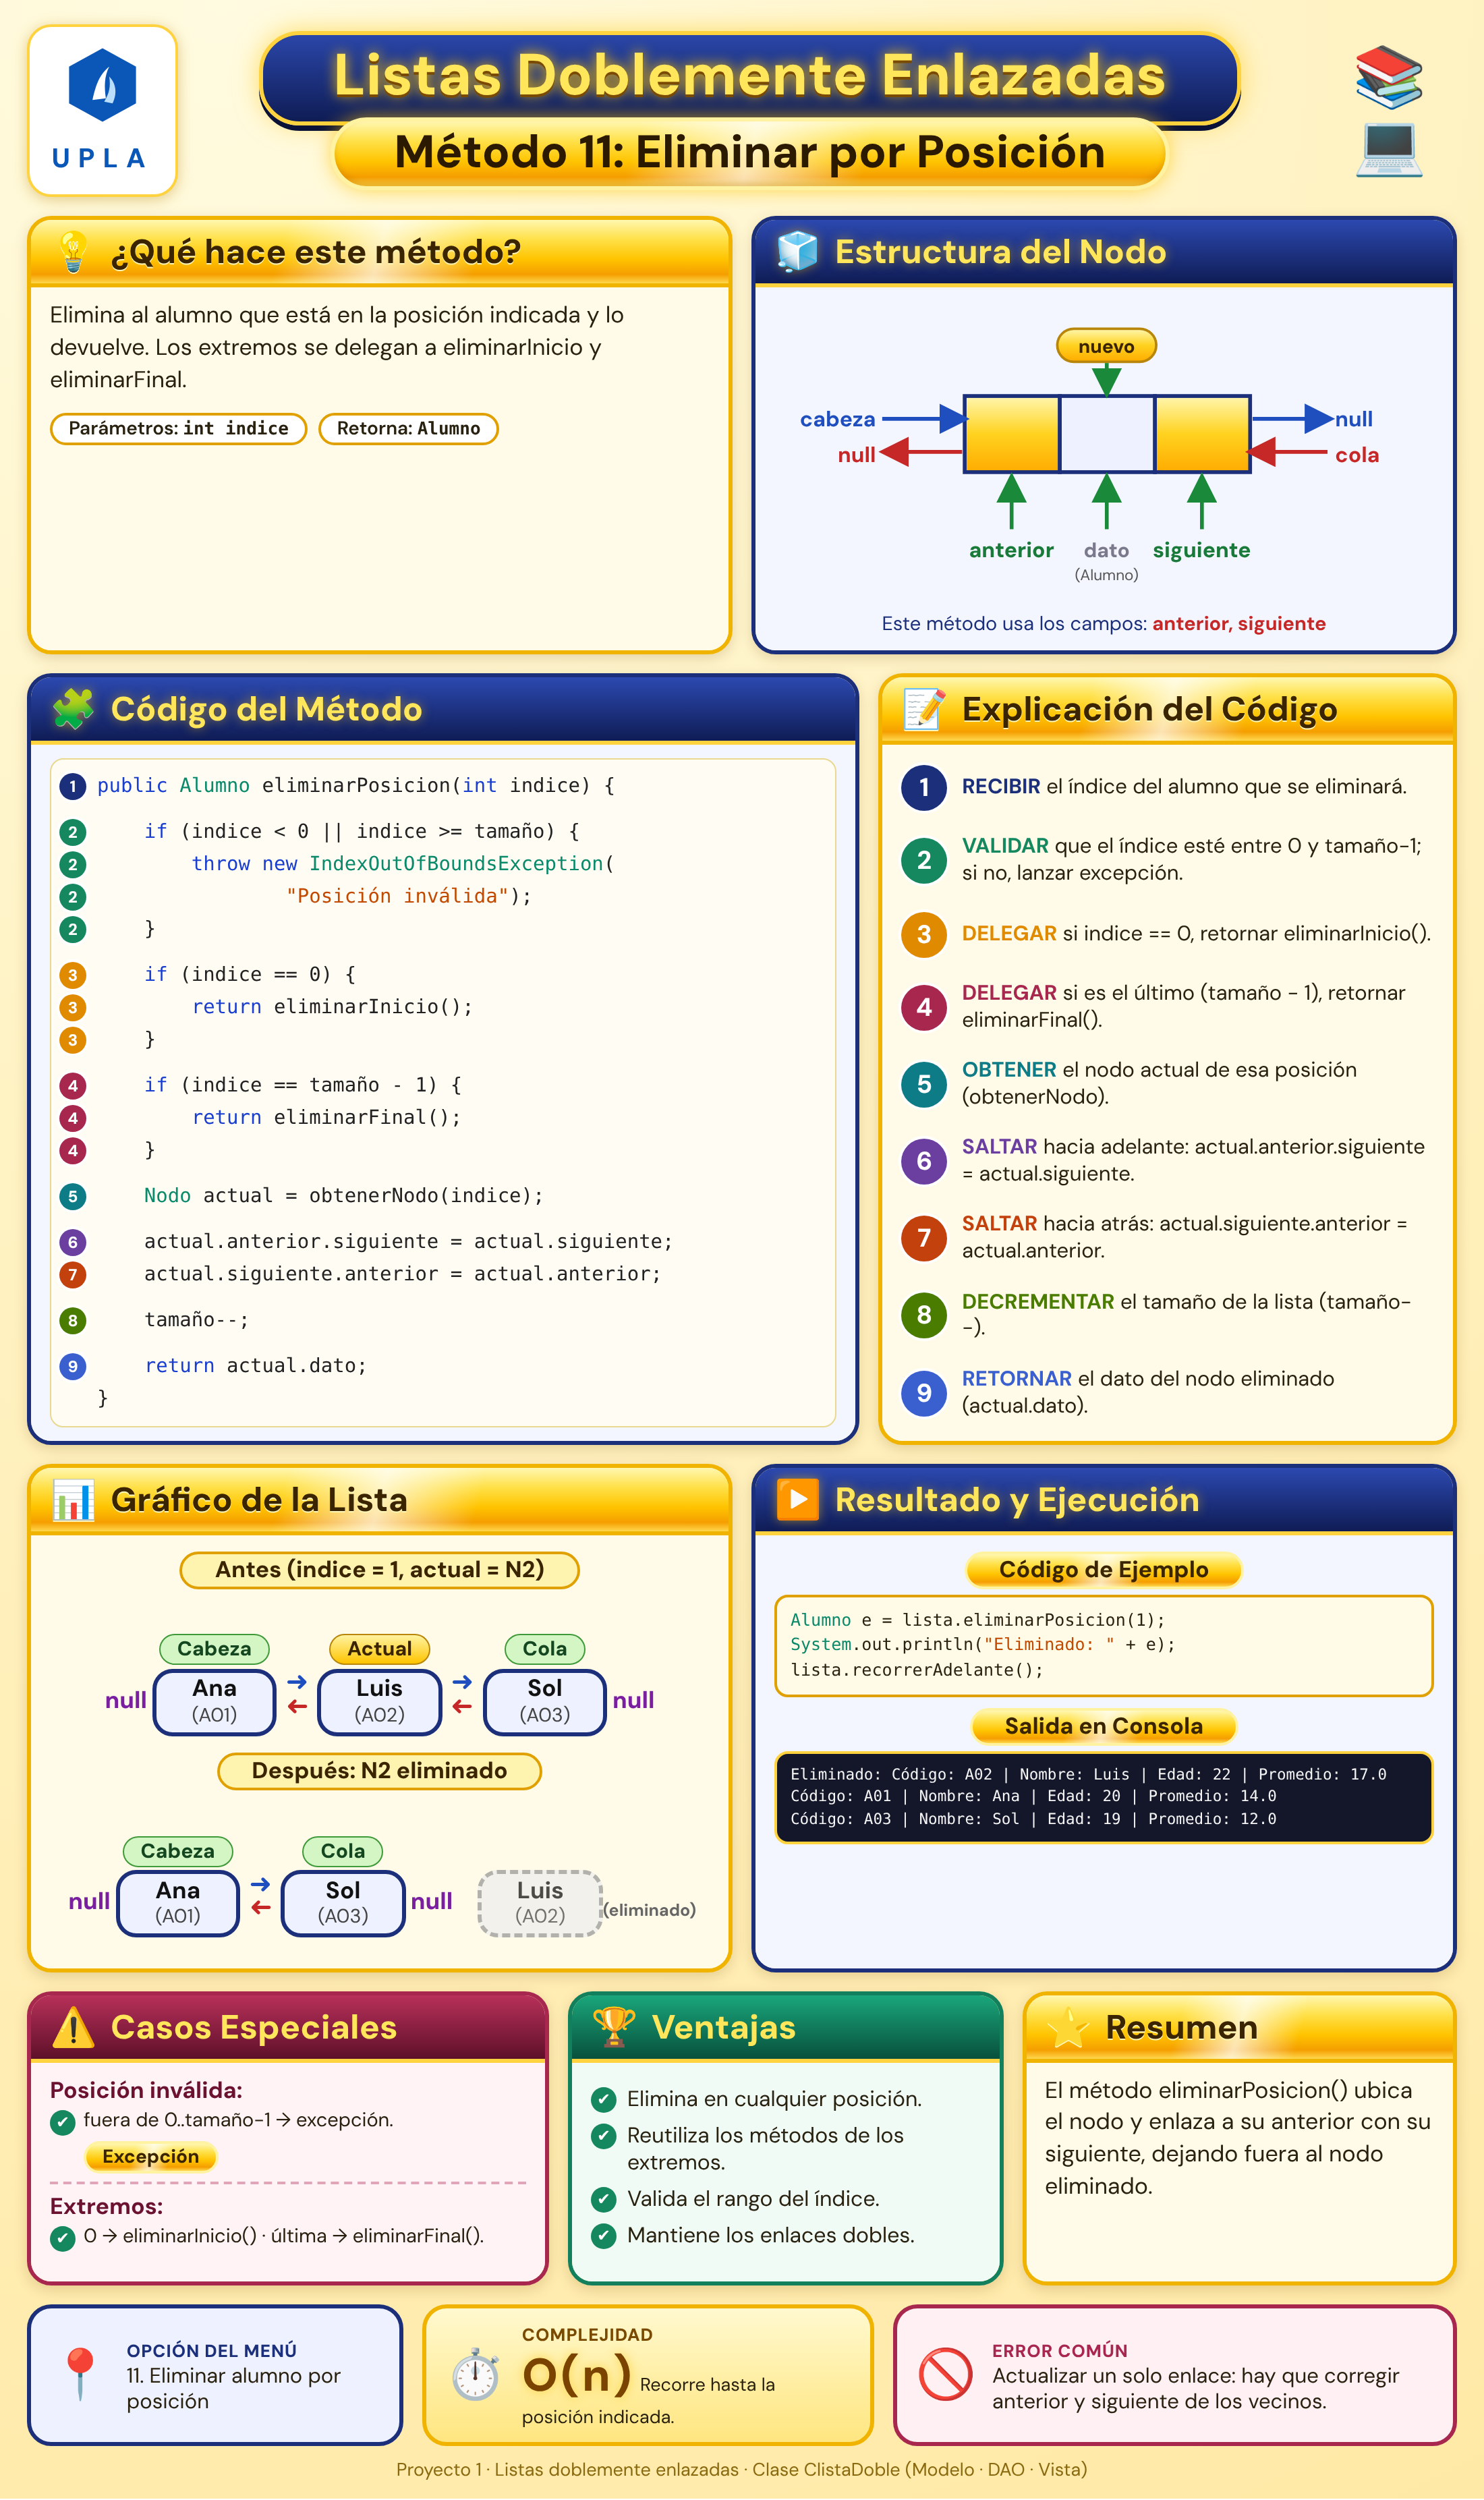 UPLA
Listas Doblemente Enlazadas
Método 11: Eliminar por Posición
¿Qué hace este método?
Elimina al alumno que está en la posición indicada y lo
devuelve. Los extremos se delegan a eliminarInicio y
eliminarFinal.
Parámetros: int indice Retorna: Alumno
Estructura del Nodo
nuevo
cabeza null
null cola
anterior dato siguiente
(Alumno)
Este método usa los campos: anterior, siguiente
Código del Método
1 public Alumno eliminarPosicion(int indice) {
2 if (indice < 0 || indice >= tamaño) {
2 throw new IndexOutOfBoundsException(
2 "Posición inválida");
2 }
3 if (indice == 0) {
3 return eliminarInicio();
3 }
4 if (indice == tamaño - 1) {
4 return eliminarFinal();
4 }
5 Nodo actual = obtenerNodo(indice);
6 actual.anterior.siguiente = actual.siguiente;
7 actual.siguiente.anterior = actual.anterior;
8 tamaño--;
9 return actual.dato;
}
Explicación del Código
1 RECIBIR el índice del alumno que se eliminará.
2 VALIDAR que el índice esté entre 0 y tamaño-1;
si no, lanzar excepción.
3 DELEGAR si indice == 0, retornar eliminarInicio().
4 DELEGAR si es el último (tamaño - 1), retornar
eliminarFinal().
5 OBTENER el nodo actual de esa posición
(obtenerNodo).
6 SALTAR hacia adelante: actual.anterior.siguiente
= actual.siguiente.
7 SALTAR hacia atrás: actual.siguiente.anterior =
actual.anterior.
8 DECREMENTAR el tamaño de la lista (tamaño-
-).
9 RETORNAR el dato del nodo eliminado
(actual.dato).
Gráfico de la Lista
Antes (indice = 1, actual = N2)
Cabeza Actual Cola
null Ana Luis Sol null
(A01) (A02) (A03)
Después: N2 eliminado
Cabeza Cola
null Ana Sol null Luis
(A01) (A03) (A02) (eliminado)
Resultado y Ejecución
Código de Ejemplo
Alumno e = lista.eliminarPosicion(1);
System.out.println("Eliminado: " + e);
lista.recorrerAdelante();
Salida en Consola
Eliminado: Código: A02 | Nombre: Luis | Edad: 22 | Promedio: 17.0
Código: A01 | Nombre: Ana | Edad: 20 | Promedio: 14.0
Código: A03 | Nombre: Sol | Edad: 19 | Promedio: 12.0
Casos Especiales
Posición inválida:
fuera de 0..tamaño-1 → excepción.
Excepción
Extremos:
0 → eliminarInicio() · última → eliminarFinal().
Ventajas
Elimina en cualquier posición.
Reutiliza los métodos de los
extremos.
Valida el rango del índice.
Mantiene los enlaces dobles.
Resumen
El método eliminarPosicion() ubica
el nodo y enlaza a su anterior con su
siguiente, dejando fuera al nodo
eliminado.
OPCIÓN DEL MENÚ
11. Eliminar alumno por
posición
COMPLEJIDAD
O(n) Recorre hasta la
posición indicada.
ERROR COMÚN
Actualizar un solo enlace: hay que corregir
anterior y siguiente de los vecinos.
Proyecto 1 · Listas doblemente enlazadas · Clase ClistaDoble (Modelo · DAO · Vista)